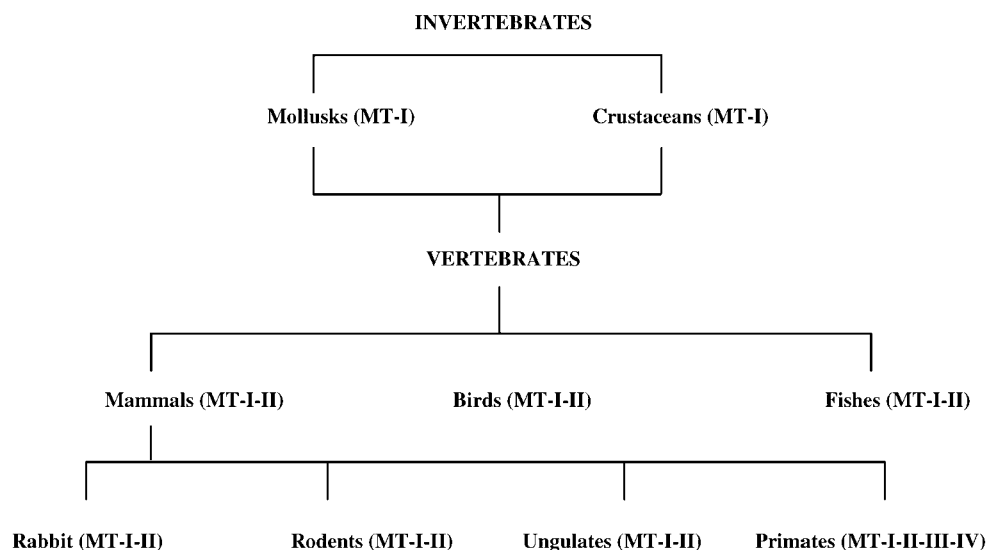 INVERTEBRATES
Mollusks (MT-I) Crustaceans (MT-I)
VERTEBRATES
Mammals (MT-I-II) Birds (MT-I-II) Fishes (MT-I-II)
Rabbit (MT-I-II) Rodents (MT-I-II) Ungulates (MT-I-II) Primates (MT-I-II-III-IV)